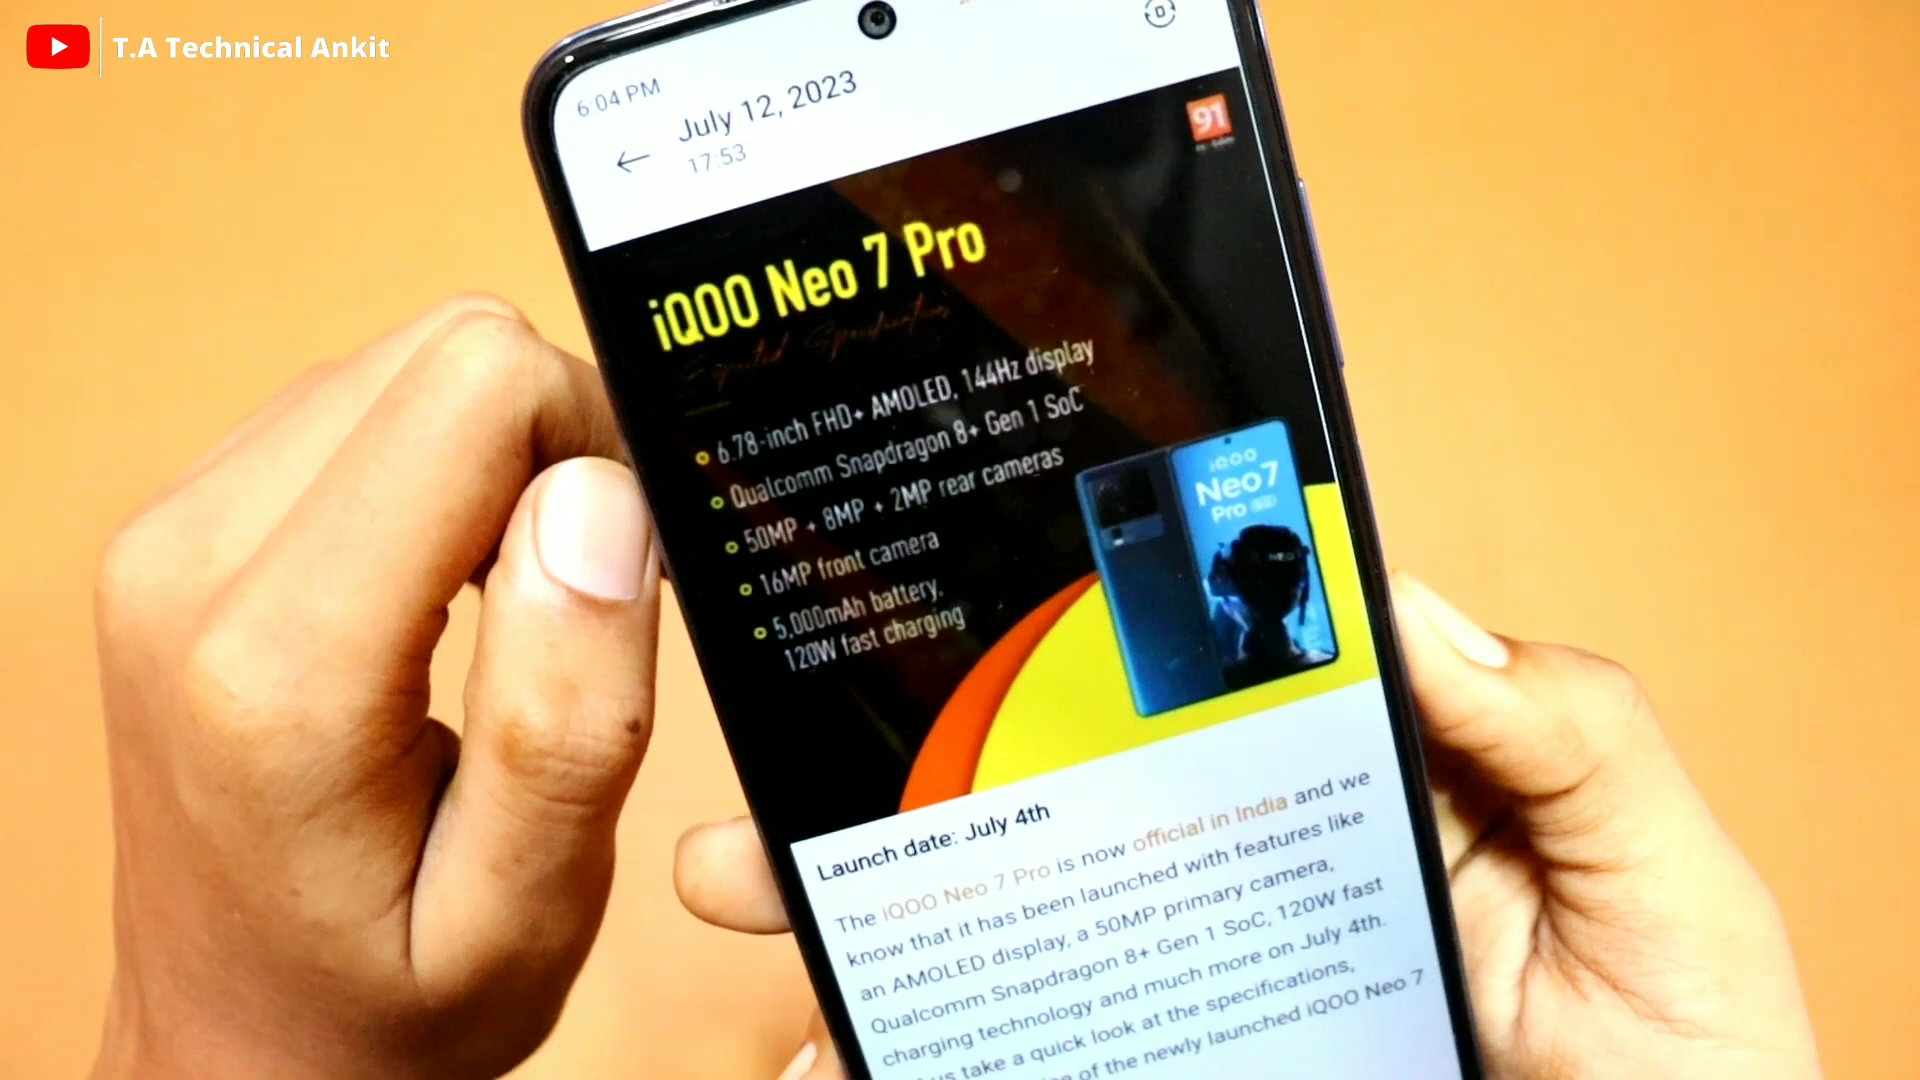 T.A Technical Ankit
6:04 PM
July 12, 2023
17:53
91
iQOO Neo 7 Pro
Expected Specification
6.78-inch FHD+ AMOLED, 144Hz display
Qualcomm Snapdragon 8+ Gen 1 SoC
50MP + 8MP + 2MP rear cameras
16MP front camera
5,000mAh battery,
120W fast charging
iQOO
Neo7
Pro
NEO
Launch date: July 4th
The iQOO Neo 7 Pro is now official in India and we
know that it has been launched with features like
an AMOLED display, a 50MP primary camera,
Qualcomm Snapdragon 8+ Gen 1 SoC, 120W fast
charging technology and much more on July 4th.
us take a quick look at the specifications,
of the newly launched iQOO Neo 7